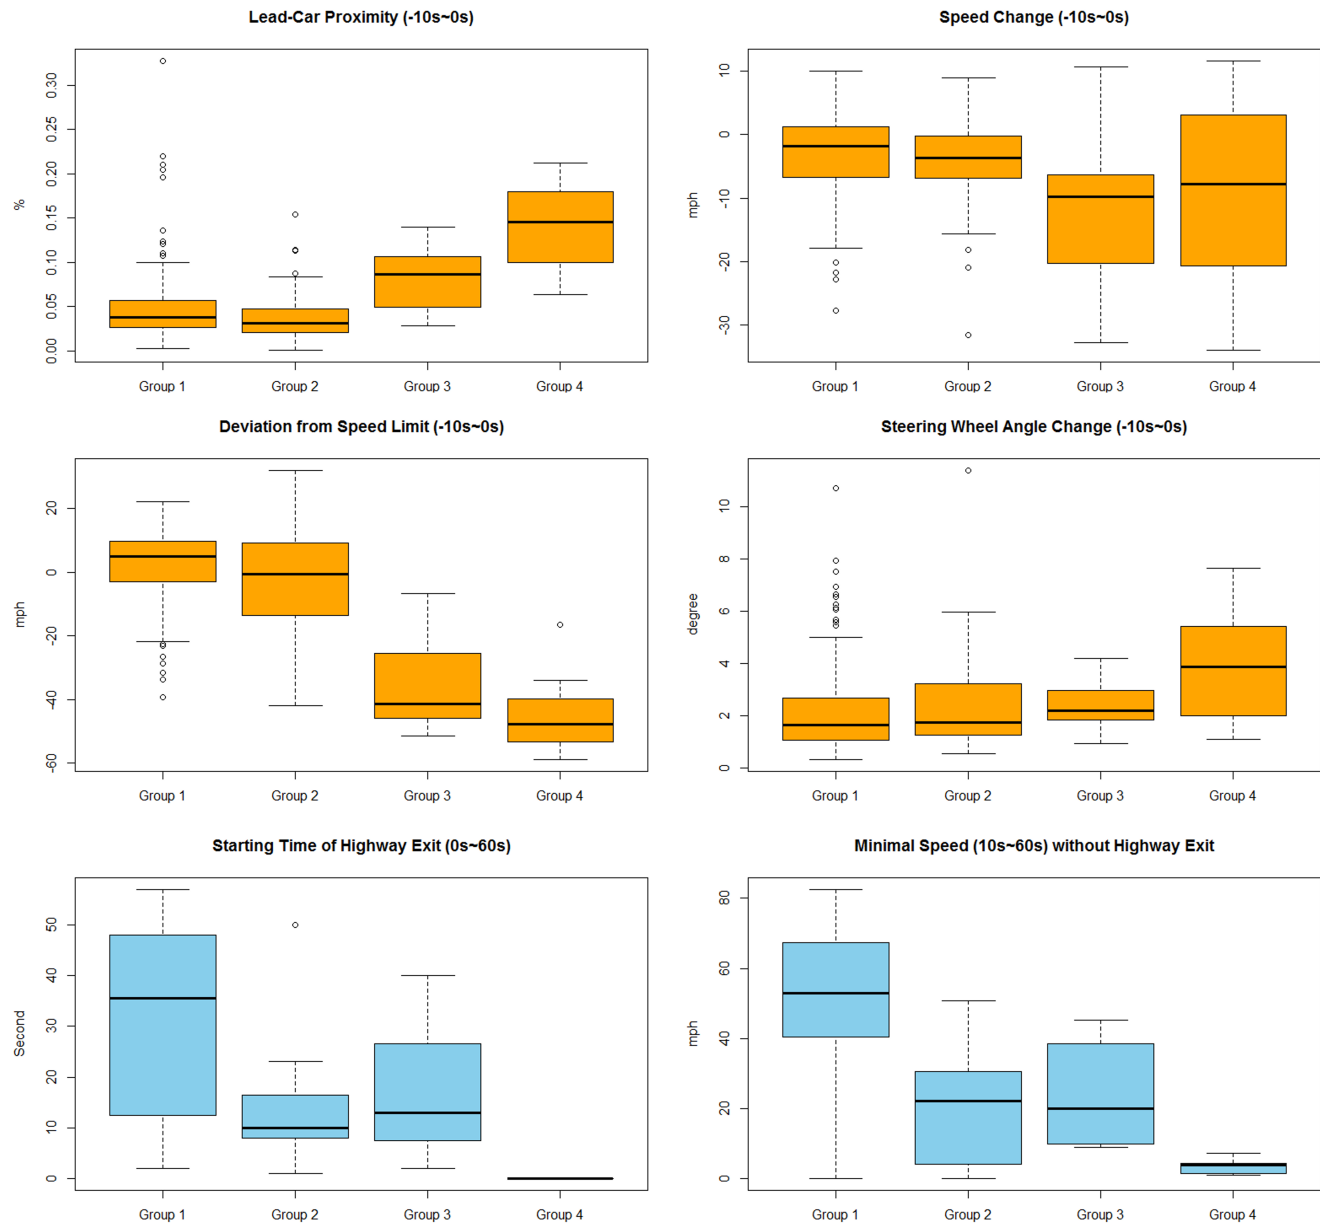 Lead-Car Proximity (-10s~0s)
%
0.00 0.05 0.10 0.15 0.20 0.25 0.30
Group 1 Group 2 Group 3 Group 4
Speed Change (-10s~0s)
mph
-30 -20 -10 0 10
Group 1 Group 2 Group 3 Group 4
Deviation from Speed Limit (-10s~0s)
mph
-60 -40 -20 0 20
Group 1 Group 2 Group 3 Group 4
Steering Wheel Angle Change (-10s~0s)
degree
0 2 4 6 8 10
Group 1 Group 2 Group 3 Group 4
Starting Time of Highway Exit (0s~60s)
Second
0 10 20 30 40 50
Group 1 Group 2 Group 3 Group 4
Minimal Speed (10s~60s) without Highway Exit
mph
0 20 40 60 80
Group 1 Group 2 Group 3 Group 4